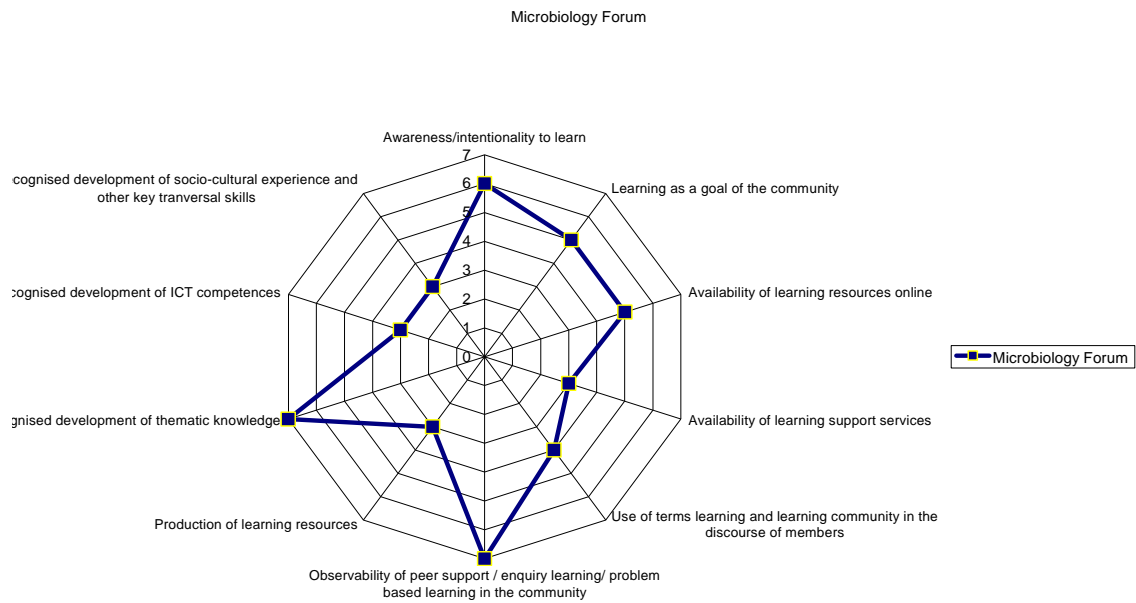 Microbiology Forum
Awareness/intentionality to learn
7
6
5
4
3
2
1
0
Learning as a goal of the community
Availability of learning resources online
Availability of learning support services
Use of terms learning and learning community in the
discourse of members
Observability of peer support / enquiry learning/ problem
based learning in the community
Production of learning resources
gnised development of thematic knowledge
cognised development of ICT competences
cognised development of socio-cultural experience and
other key tranversal skills
Microbiology Forum